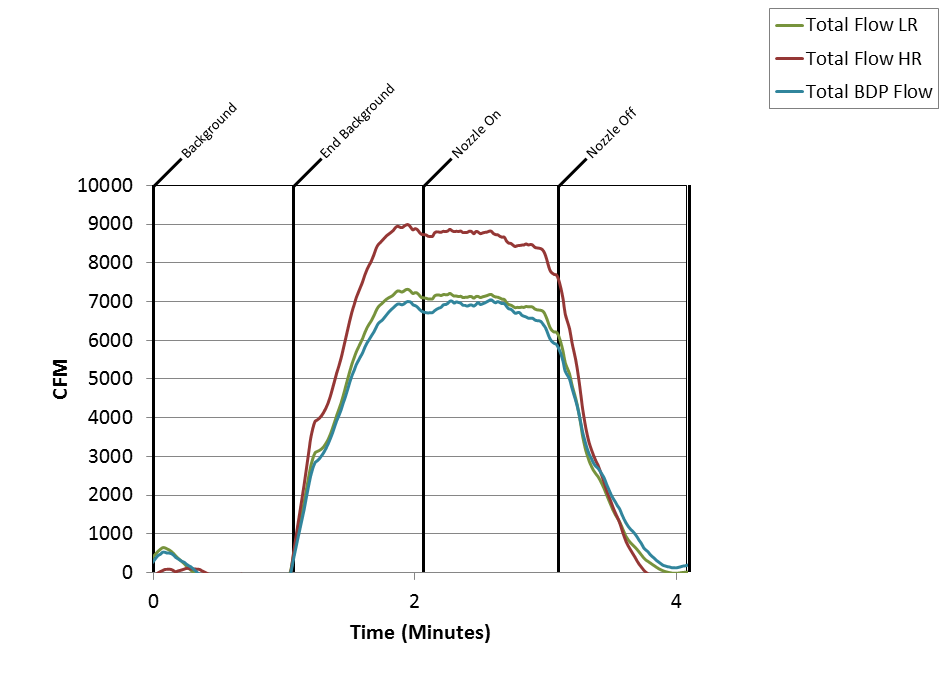 Total Flow LR
Total Flow HR
Total BDP Flow
Background
End Background
Nozzle On
Nozzle Off
10000
9000
8000
7000
6000
5000
4000
3000
2000
1000
0
CFM
0 2 4
Time (Minutes)